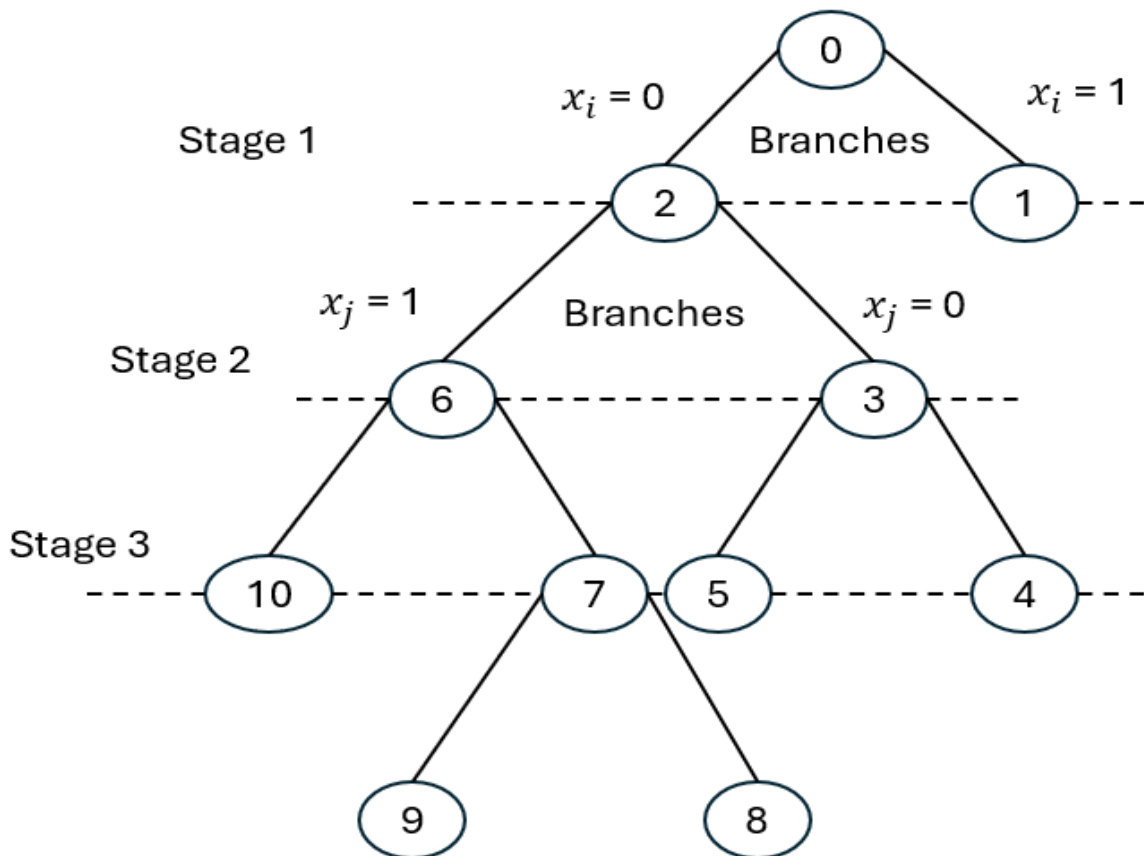 0
x_i = 0
x_i = 1
Stage 1
Branches
2
1
x_j = 1
Branches
x_j = 0
Stage 2
6
3
Stage 3
10
7
5
4
9
8